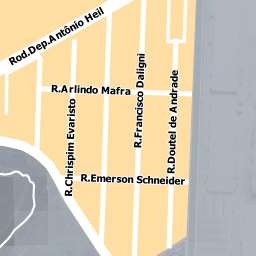 Rod.Dep.Antônio Heil
R.Arlindo Mafra
R.Francisco Daligni
R.Doutel de Andrade
R.Chrispim Evaristo
R.Emerson Schneider